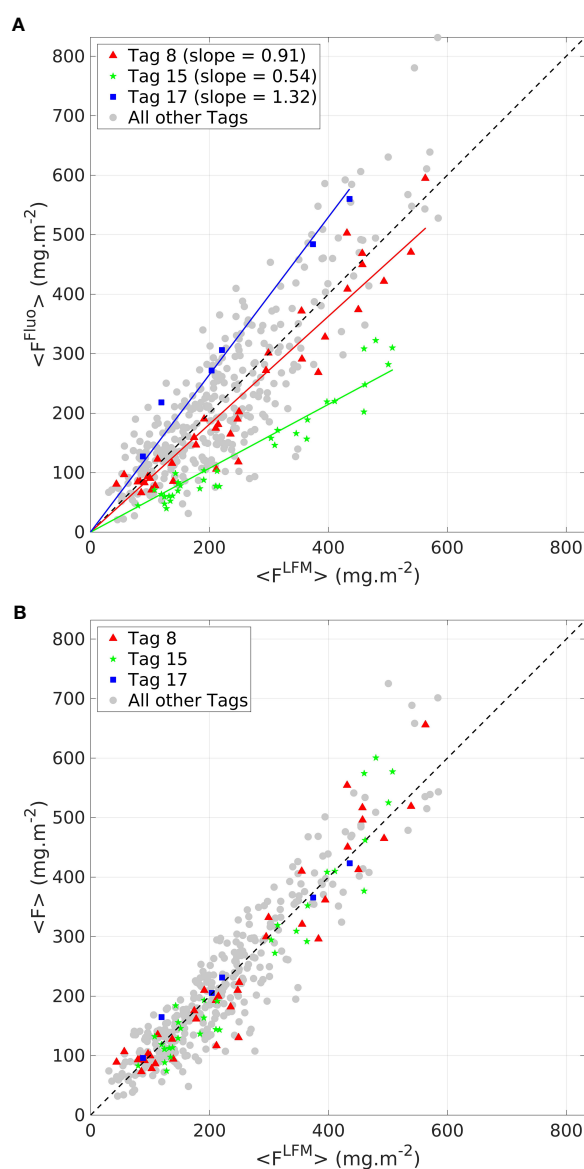 A
800
700
600
500
400
300
200
100
0
<F^Fluo> (mg.m^-2)
Tag 8 (slope = 0.91)
Tag 15 (slope = 0.54)
Tag 17 (slope = 1.32)
All other Tags
0 200 400 600 800
<F^LFM> (mg.m^-2)
B
800
700
600
500
400
300
200
100
0
<F> (mg.m^-2)
Tag 8
Tag 15
Tag 17
All other Tags
0 200 400 600 800
<F^LFM> (mg.m^-2)